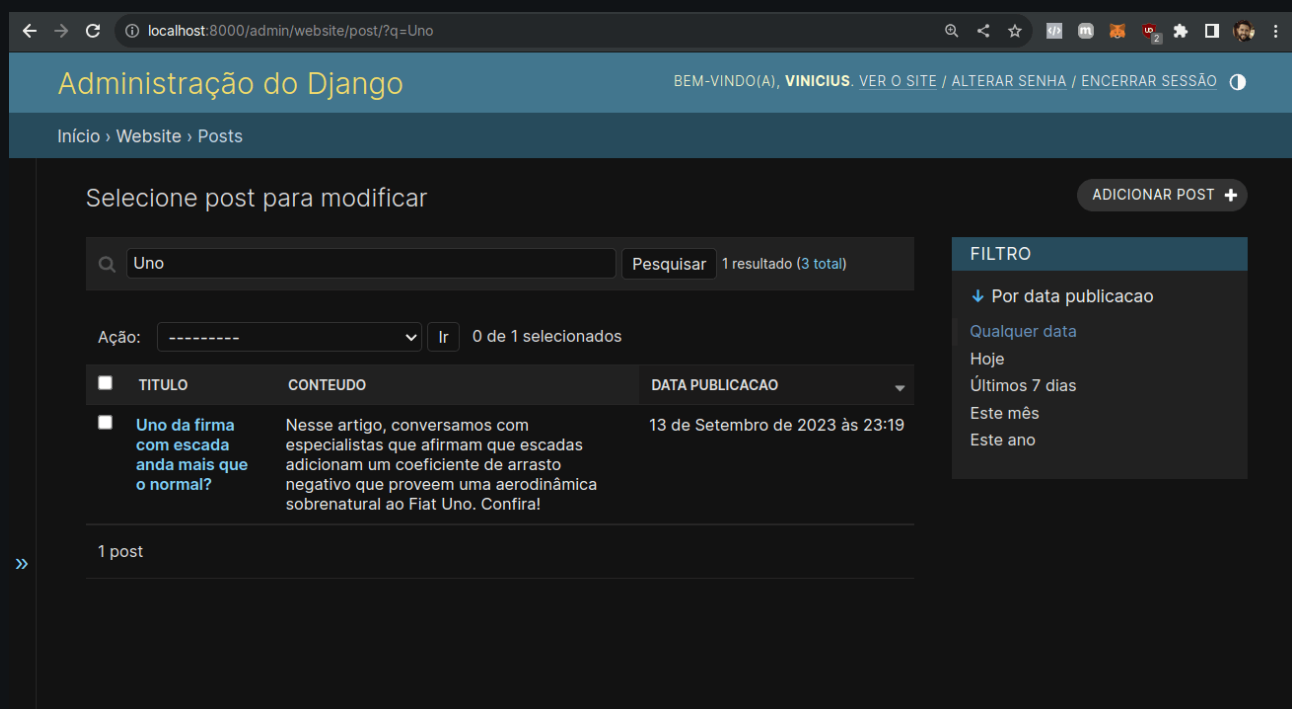 localhost:8000/admin/website/post/?q=Uno
2
Administração do Django
BEM-VINDO(A), VINICIUS. VER O SITE / ALTERAR SENHA / ENCERRAR SESSÃO
Início › Website › Posts
Selecione post para modificar
ADICIONAR POST +
Uno
Pesquisar
1 resultado (3 total)
Ação:
---------
Ir
0 de 1 selecionados
TITULO
CONTEUDO
DATA PUBLICACAO
Uno da firma
com escada
anda mais que
o normal?
Nesse artigo, conversamos com
especialistas que afirmam que escadas
adicionam um coeficiente de arrasto
negativo que proveem uma aerodinâmica
sobrenatural ao Fiat Uno. Confira!
13 de Setembro de 2023 às 23:19
1 post
»
FILTRO
↓ Por data publicacao
Qualquer data
Hoje
Últimos 7 dias
Este mês
Este ano